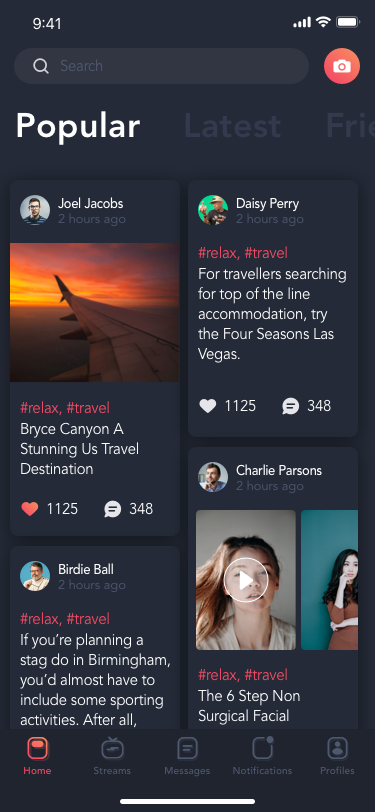 9:41
Search
Popular Latest Frie
Joel Jacobs
2 hours ago
#relax, #travel
Bryce Canyon A
Stunning Us Travel
Destination
1125 348
Birdie Ball
2 hours ago
#relax, #travel
If you’re planning a
stag do in Birmingham,
you’d almost have to
include some sporting
activities. After all,
Daisy Perry
2 hours ago
#relax, #travel
For travellers searching
for top of the line
accommodation, try
the Four Seasons Las
Vegas.
1125 348
Charlie Parsons
2 hours ago
#relax, #travel
The 6 Step Non
Surgical Facial
Home Streams Messages Notifications Profiles